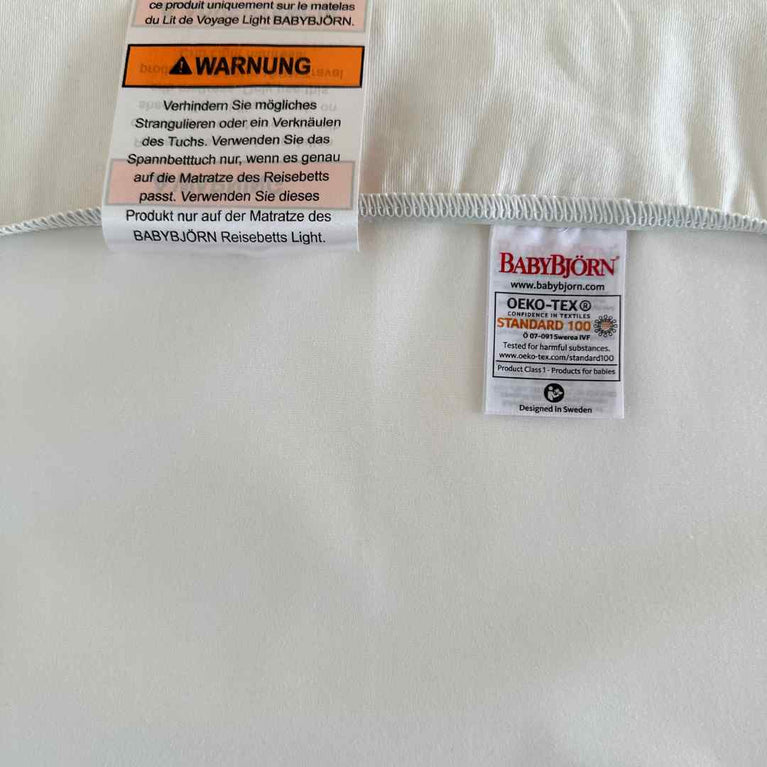 ce produit uniquement sur le matelas
du Lit de Voyage Light BABYBJÖRN.
WARNUNG
Verhindern Sie mögliches
Strangulieren oder ein Verknäulen
des Tuchs. Verwenden Sie das
Spannbetttuch nur, wenn es genau
auf die Matratze des Reisebetts
passt. Verwenden Sie dieses
Produkt nur auf der Matratze des
BABYBJÖRN Reisebetts Light.
BABYBJÖRN
www.babybjorn.com
OEKO-TEX®
CONFIDENCE IN TEXTILES
STANDARD 100
Ö 07-091 Swerea IVF
Tested for harmful substances.
www.oeko-tex.com/standard100
Product Class 1 - Products for babies
Designed in Sweden